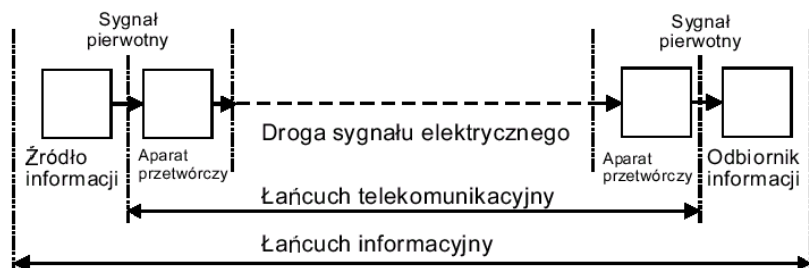 Sygnał
pierwotny
Sygnał
pierwotny
Źródło
informacji
Aparat
przetwórczy
Droga sygnału elektrycznego
Aparat
przetwórczy
Odbiornik
informacji
Łańcuch telekomunikacyjny
Łańcuch informacyjny